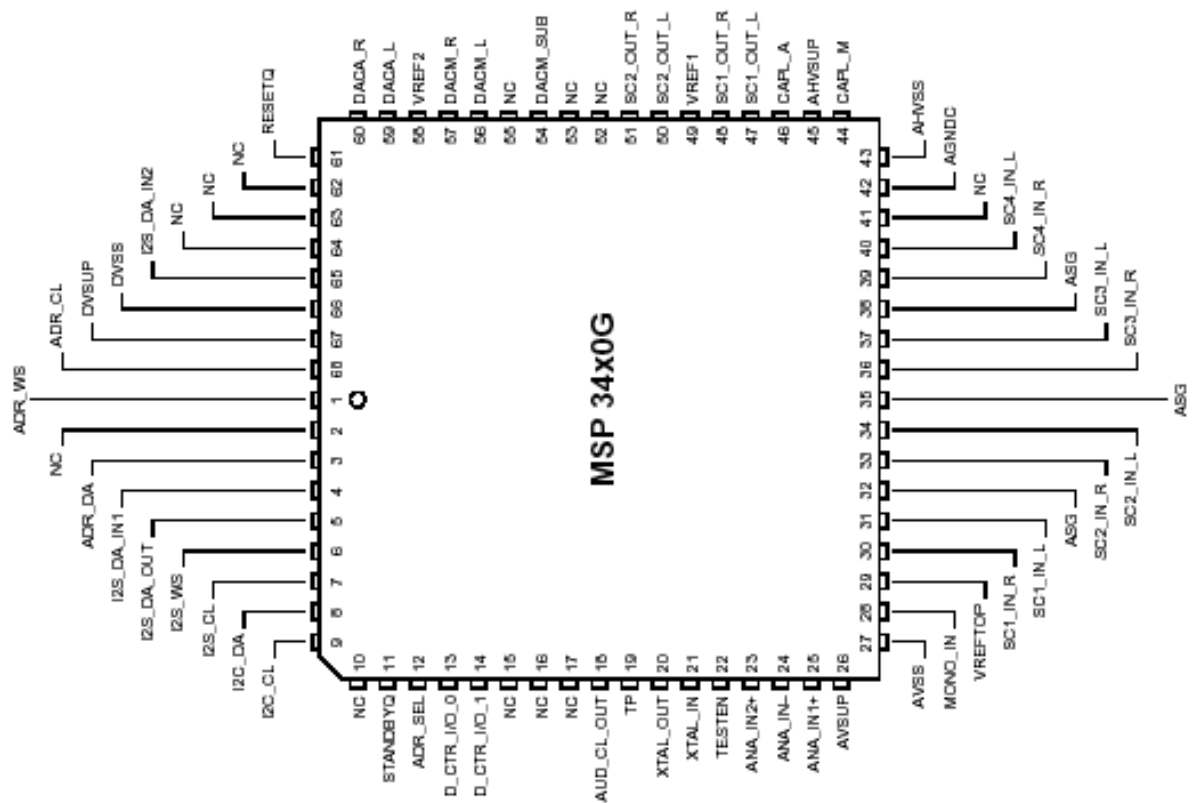 DACA_R
DACA_L
VREF2
DACM_R
DACM_L
NC
DACM_SUB
NC
NC
SC2_OUT_R
SC2_OUT_L
VREF1
SC1_OUT_R
SC1_OUT_L
CAPL_A
AHVSUP
CAPL_M
60 59 58 57 56 55 54 53 52 51 50 49 48 47 46 45 44
RESETQ 61
NC 62
NC 63
NC 64
I2S_DA_IN2 65
DVSS 66
DVSUP 67
ADR_CL 68
ADR_WS 1
NC 2
ADR_DA 3
I2S_DA_IN1 4
I2S_DA_OUT 5
I2S_WS 6
I2S_CL 7
I2C_DA 8
I2C_CL 9
MSP 34x0G
43 AHVSS
42 AGNDC
41 NC
40 SC4_IN_L
39 SC4_IN_R
38 ASG
37 SC3_IN_L
36 SC3_IN_R
35 ASG
34 SC2_IN_L
33 SC2_IN_R
32 ASG
31 SC1_IN_L
30 SC1_IN_R
29 VREFTOP
28 MONO_IN
27 AVSS
10 11 12 13 14 15 16 17 18 19 20 21 22 23 24 25 26
NC
STANDBYQ
ADR_SEL
D_CTR_I/O_0
D_CTR_I/O_1
NC
NC
NC
AUD_CL_OUT
TP
XTAL_OUT
XTAL_IN
TESTEN
ANA_IN2+
ANA_IN–
ANA_IN1+
AVSUP